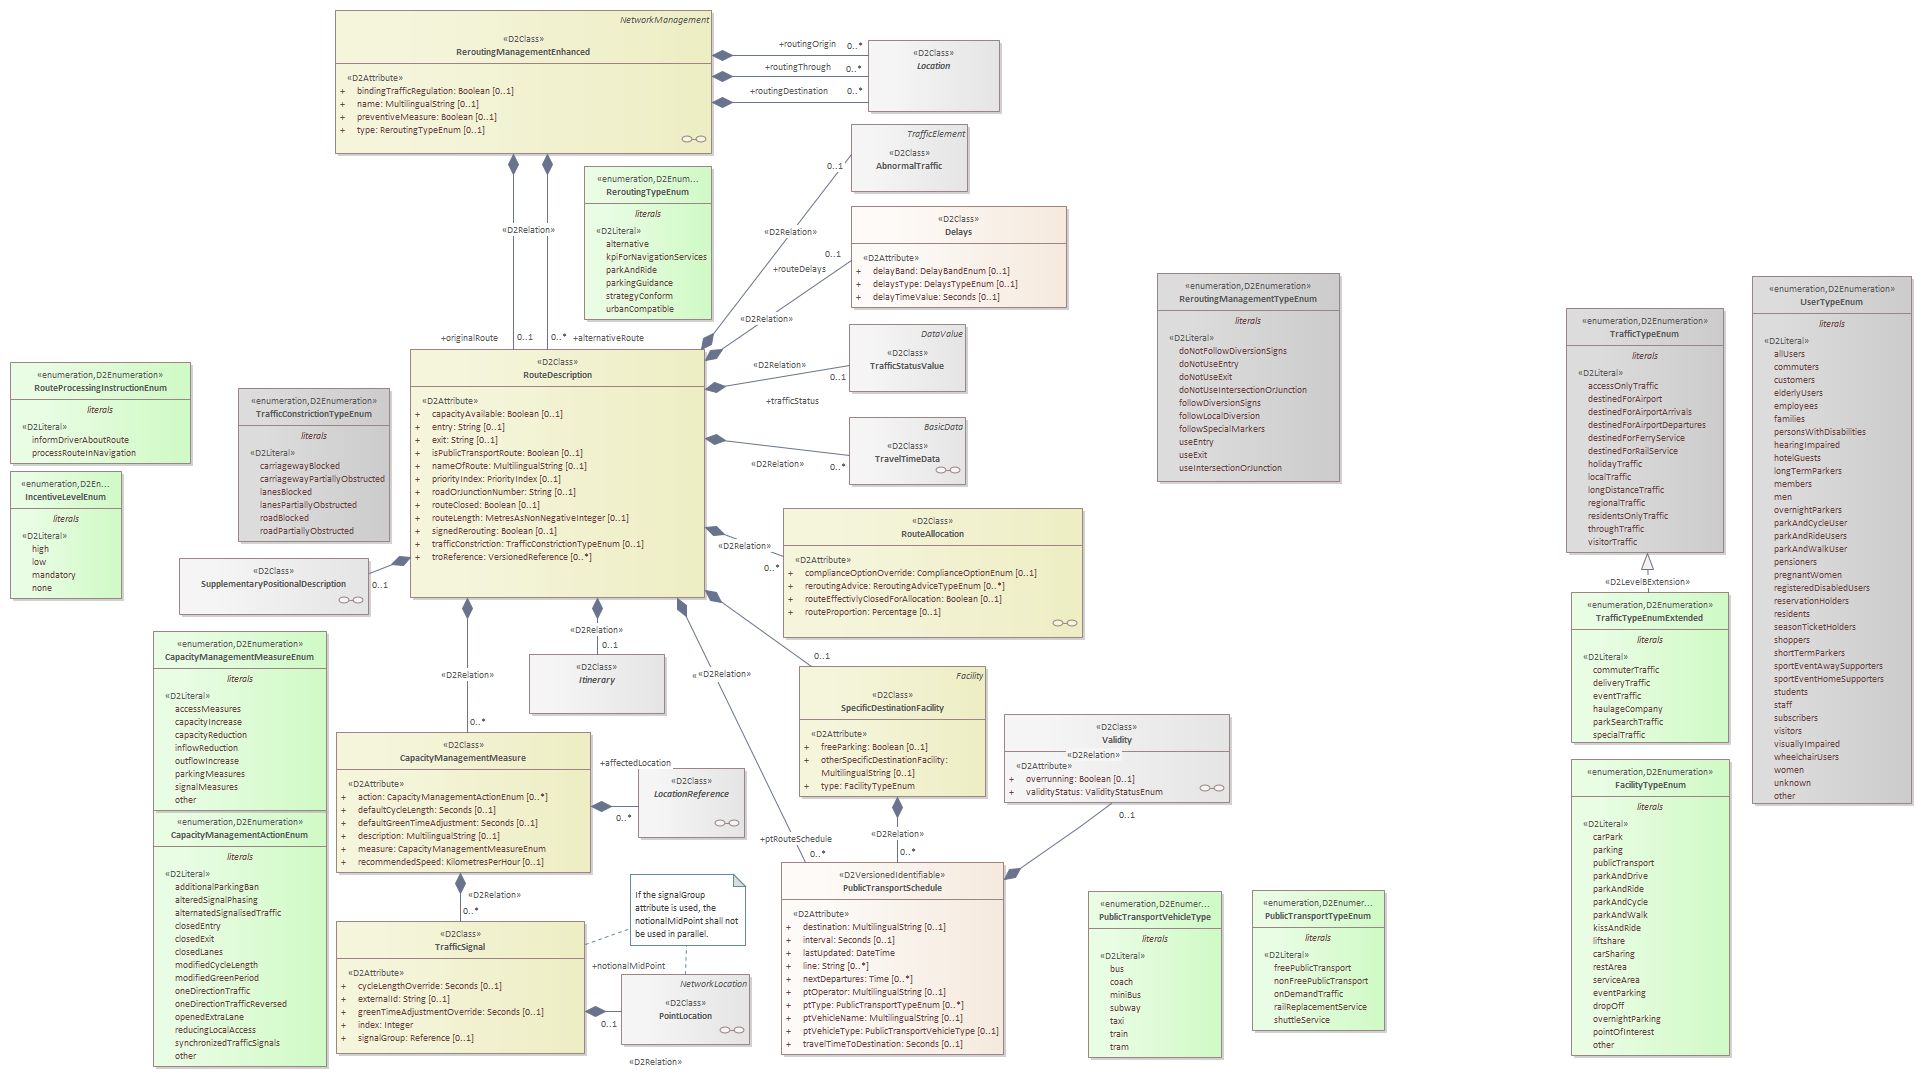 NetworkManagement
«D2Class»
ReroutingManagementEnhanced
«D2Attribute»
+ bindingTrafficRegulation: Boolean [0..1]
+ name: MultilingualString [0..1]
+ preventiveMeasure: Boolean [0..1]
+ type: ReroutingTypeEnum [0..1]
+routingOrigin 0..*
+routingThrough 0..*
+routingDestination 0..*
«D2Class»
Location
TrafficElement
«D2Class»
AbnormalTraffic
0..1
«D2Relation»
«enumeration,D2Enum...
ReroutingTypeEnum
literals
«D2Literal»
alternative
kpiForNavigationServices
parkAndRide
parkingGuidance
strategyConform
urbanCompatible
«D2Relation»
+originalRoute 0..1
0..* +alternativeRoute
«D2Class»
Delays
«D2Attribute»
+ delayBand: DelayBandEnum [0..1]
+ delaysType: DelaysTypeEnum [0..1]
+ delayTimeValue: Seconds [0..1]
0..1
+routeDelays
«D2Relation»
DataValue
«D2Class»
TrafficStatusValue
«D2Relation»
0..1
+trafficStatus
BasicData
«D2Class»
TravelTimeData
«D2Relation»
0..*
«D2Class»
RouteDescription
«D2Attribute»
+ capacityAvailable: Boolean [0..1]
+ entry: String [0..1]
+ exit: String [0..1]
+ isPublicTransportRoute: Boolean [0..1]
+ nameOfRoute: MultilingualString [0..1]
+ priorityIndex: PriorityIndex [0..1]
+ roadOrJunctionNumber: String [0..1]
+ routeClosed: Boolean [0..1]
+ routeLength: MetresAsNonNegativeInteger [0..1]
+ signedRerouting: Boolean [0..1]
+ trafficConstriction: TrafficConstrictionTypeEnum [0..1]
+ troReference: VersionedReference [0..*]
«enumeration,D2Enumeration»
RouteProcessingInstructionEnum
literals
«D2Literal»
informDriverAboutRoute
processRouteInNavigation
«enumeration,D2En...
IncentiveLevelEnum
literals
«D2Literal»
high
low
mandatory
none
«enumeration,D2Enumeration»
TrafficConstrictionTypeEnum
literals
«D2Literal»
carriagewayBlocked
carriagewayPartiallyObstructed
lanesBlocked
lanesPartiallyObstructed
roadBlocked
roadPartiallyObstructed
«D2Class»
SupplementaryPositionalDescription
0..1
«D2Class»
RouteAllocation
«D2Attribute»
+ complianceOptionOverride: ComplianceOptionEnum [0..1]
+ reroutingAdvice: ReroutingAdviceTypeEnum [0..*]
+ routeEffectivlyClosedForAllocation: Boolean [0..1]
+ routeProportion: Percentage [0..1]
«D2Relation»
0..*
«enumeration,D2Enumeration»
ReroutingManagementTypeEnum
literals
«D2Literal»
doNotFollowDiversionSigns
doNotUseEntry
doNotUseExit
doNotUseIntersectionOrJunction
followDiversionSigns
followLocalDiversion
followSpecialMarkers
useEntry
useExit
useIntersectionOrJunction
«enumeration,D2Enumeration»
TrafficTypeEnum
literals
«D2Literal»
accessOnlyTraffic
destinedForAirport
destinedForAirportArrivals
destinedForAirportDepartures
destinedForFerryService
destinedForRailService
holidayTraffic
localTraffic
longDistanceTraffic
regionalTraffic
residentsOnlyTraffic
throughTraffic
visitorTraffic
«D2LevelBExtension»
«enumeration,D2Enumeration»
TrafficTypeEnumExtended
literals
«D2Literal»
commuterTraffic
deliveryTraffic
eventTraffic
haulageCompany
parkSearchTraffic
specialTraffic
«enumeration,D2Enumeration»
UserTypeEnum
literals
«D2Literal»
allUsers
commuters
customers
elderlyUsers
employees
families
personsWithDisabilities
hearingImpaired
hotelGuests
longTermParkers
members
men
overnightParkers
parkAndCycleUser
parkAndRideUsers
parkAndWalkUser
pensioners
pregnantWomen
registeredDisabledUsers
reservationHolders
residents
seasonTicketHolders
shoppers
shortTermParkers
sportEventAwaySupporters
sportEventHomeSupporters
students
staff
subscribers
visitors
visuallyImpaired
wheelchairUsers
women
unknown
other
«enumeration,D2Enumeration»
FacilityTypeEnum
literals
«D2Literal»
carPark
parking
publicTransport
parkAndDrive
parkAndRide
parkAndCycle
parkAndWalk
kissAndRide
liftshare
carSharing
restArea
serviceArea
eventParking
dropOff
overnightParking
pointOfInterest
other
«enumeration,D2Enumeration»
CapacityManagementMeasureEnum
literals
«D2Literal»
accessMeasures
capacityIncrease
capacityReduction
inflowReduction
outflowIncrease
parkingMeasures
signalMeasures
other
«enumeration,D2Enumeration»
CapacityManagementActionEnum
literals
«D2Literal»
additionalParkingBan
alteredSignalPhasing
alternatedSignalisedTraffic
closedEntry
closedExit
closedLanes
modifiedCycleLength
modifiedGreenPeriod
oneDirectionTraffic
oneDirectionTrafficReversed
openedExtraLane
reducingLocalAccess
synchronizedTrafficSignals
other
«D2Relation»
0..*
«D2Relation»
0..1
«D2Class»
Itinerary
« «D2Relation»
+ptRouteSchedule
0..*
«D2Class»
CapacityManagementMeasure
«D2Attribute»
+ action: CapacityManagementActionEnum [0..*]
+ defaultCycleLength: Seconds [0..1]
+ defaultGreenTimeAdjustment: Seconds [0..1]
+ description: MultilingualString [0..1]
+ measure: CapacityManagementMeasureEnum
+ recommendedSpeed: KilometresPerHour [0..1]
+affectedLocation
0..*
«D2Class»
LocationReference
«D2Relation»
0..*
«D2Class»
TrafficSignal
«D2Attribute»
+ cycleLengthOverride: Seconds [0..1]
+ externalId: String [0..1]
+ greenTimeAdjustmentOverride: Seconds [0..1]
+ index: Integer
+ signalGroup: Reference [0..1]
If the signalGroup
attribute is used, the
notionalMidPoint shall not
be used in parallel.
+notionalMidPoint
0..1
NetworkLocation
«D2Class»
PointLocation
«D2Relation»
0..1
Facility
«D2Class»
SpecificDestinationFacility
«D2Attribute»
+ freeParking: Boolean [0..1]
+ otherSpecificDestinationFacility:
MultilingualString [0..1]
+ type: FacilityTypeEnum
«D2Relation»
0..*
«D2Class»
Validity
«D2Relation»
«D2Attribute»
+ overrunning: Boolean [0..1]
+ validityStatus: ValidityStatusEnum
0..1
«D2VersionedIdentifiable»
PublicTransportSchedule
«D2Attribute»
+ destination: MultilingualString [0..1]
+ interval: Seconds [0..1]
+ lastUpdated: DateTime
+ line: String [0..*]
+ nextDepartures: Time [0..*]
+ ptOperator: MultilingualString [0..1]
+ ptType: PublicTransportTypeEnum [0..*]
+ ptVehicleName: MultilingualString [0..1]
+ ptVehicleType: PublicTransportVehicleType [0..1]
+ travelTimeToDestination: Seconds [0..1]
«enumeration,D2Enumer...
PublicTransportVehicleType
literals
«D2Literal»
bus
coach
miniBus
subway
taxi
train
tram
«enumeration,D2Enumer...
PublicTransportTypeEnum
literals
«D2Literal»
freePublicTransport
nonFreePublicTransport
onDemandTraffic
railReplacementService
shuttleService